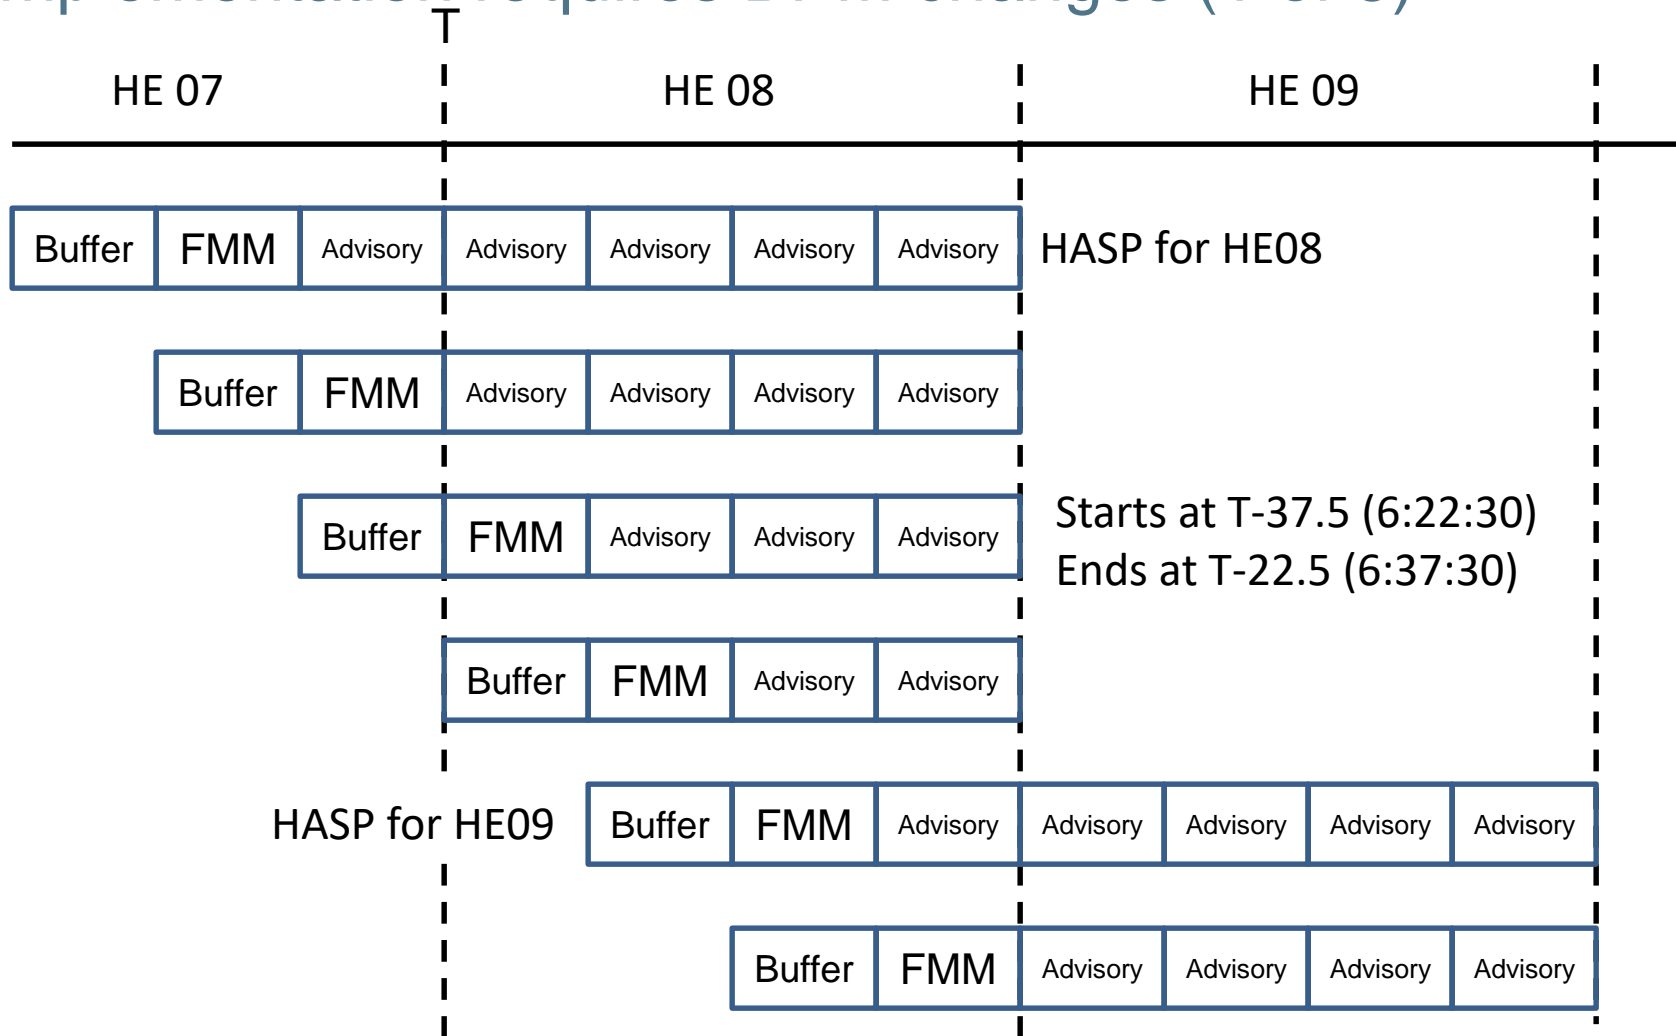 requires
changes
T
HE 07 HE 08 HE 09
Buffer FMM Advisory Advisory Advisory Advisory Advisory HASP for HE08
Buffer FMM Advisory Advisory Advisory Advisory
Buffer FMM Advisory Advisory Advisory Starts at T-37.5 (6:22:30)
Ends at T-22.5 (6:37:30)
Buffer FMM Advisory Advisory
HASP for HE09 Buffer FMM Advisory Advisory Advisory Advisory Advisory
Buffer FMM Advisory Advisory Advisory Advisory